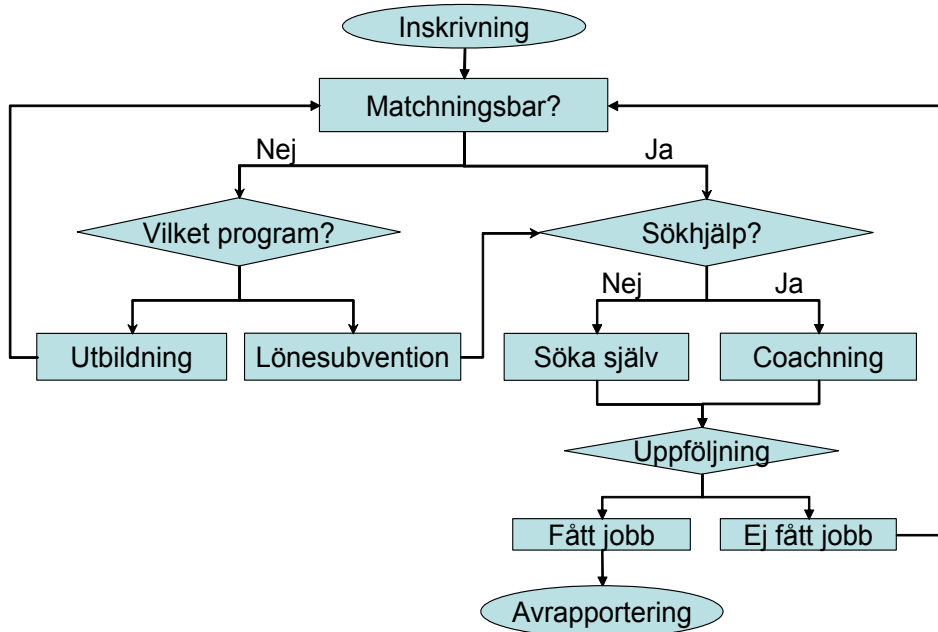 Inskrivning
Matchningsbar?
Nej
Ja
Vilket program?
Sökhjälp?
Nej
Ja
Utbildning
Lönesubvention
Söka själv
Coachning
Uppföljning
Fått jobb
Ej fått jobb
Avrapportering